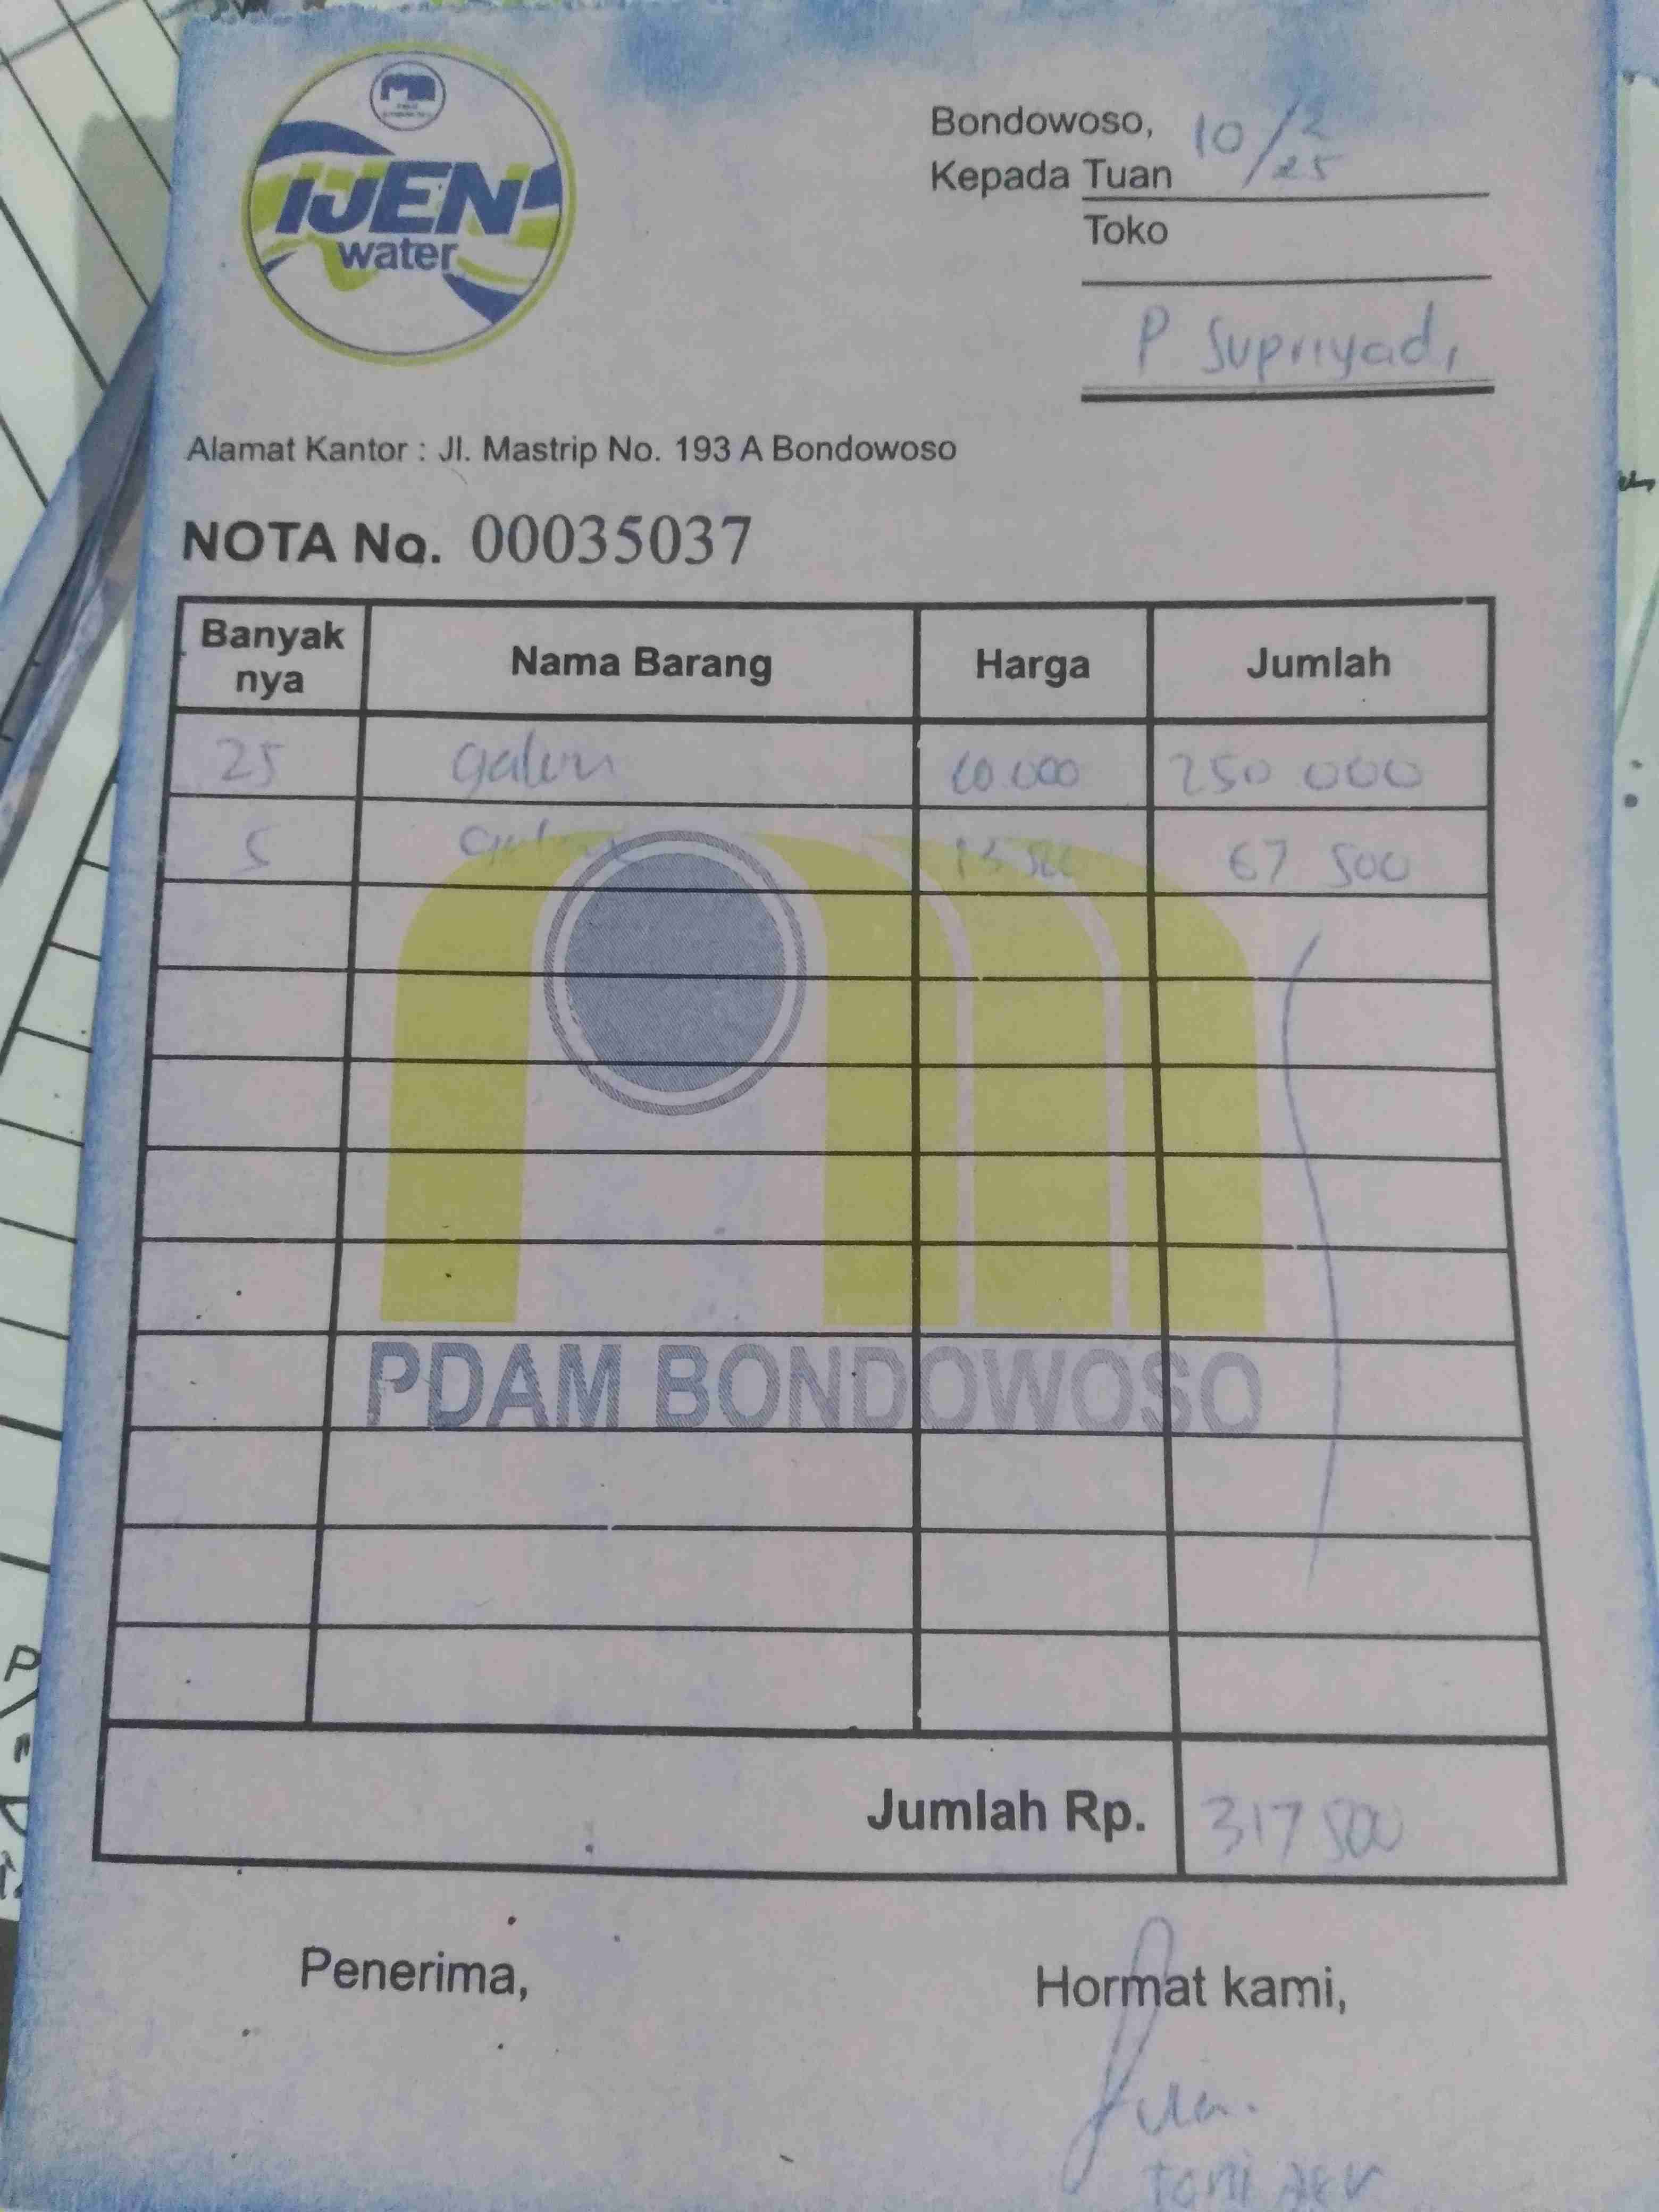 IJEN
water
Bondowoso, 10/2
25
Kepada Tuan
Toko
P Supriyadi
Alamat Kantor : Jl. Mastrip No. 193 A Bondowoso
NOTA No. 00035037
Banyak nya Nama Barang Harga Jumlah
25 galon 10 000 250 000
5 galon 13 500 67 500
PDAM BONDOWOSO
Jumlah Rp. 317 500
Penerima, Hormat kami,